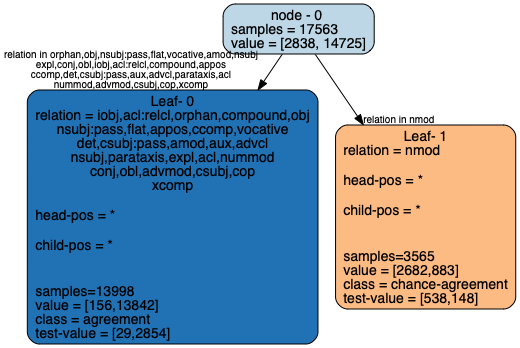 node - 0
samples = 17563
value = [2838, 14725]
relation in orphan,obj,nsubj:pass,flat,vocative,amod,nsubj
expl,conj,obl,iobj,acl:relcl,compound,appos
ccomp,det,csubj:pass,aux,advcl,parataxis,acl
nummod,advmod,csubj,cop,xcomp
relation in nmod
Leaf- 0
relation = iobj,acl:relcl,orphan,compound,obj
nsubj:pass,flat,appos,ccomp,vocative
det,csubj:pass,amod,aux,advcl
nsubj,parataxis,expl,acl,nummod
conj,obl,advmod,csubj,cop
xcomp
head-pos = *
child-pos = *
samples=13998
value = [156,13842]
class = agreement
test-value = [29,2854]
Leaf- 1
relation = nmod
head-pos = *
child-pos = *
samples=3565
value = [2682,883]
class = chance-agreement
test-value = [538,148]